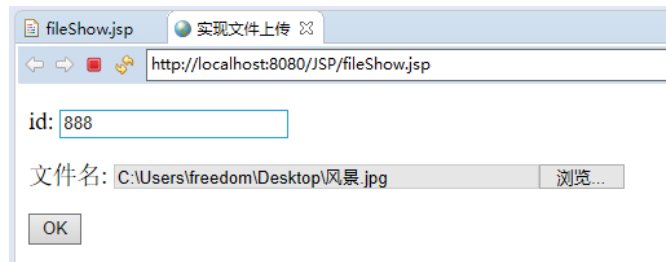 fileShow.jsp 实现文件上传
http://localhost:8080/JSP/fileShow.jsp
id: 888
文件名: C:\Users\freedom\Desktop\风景.jpg 浏览...
OK